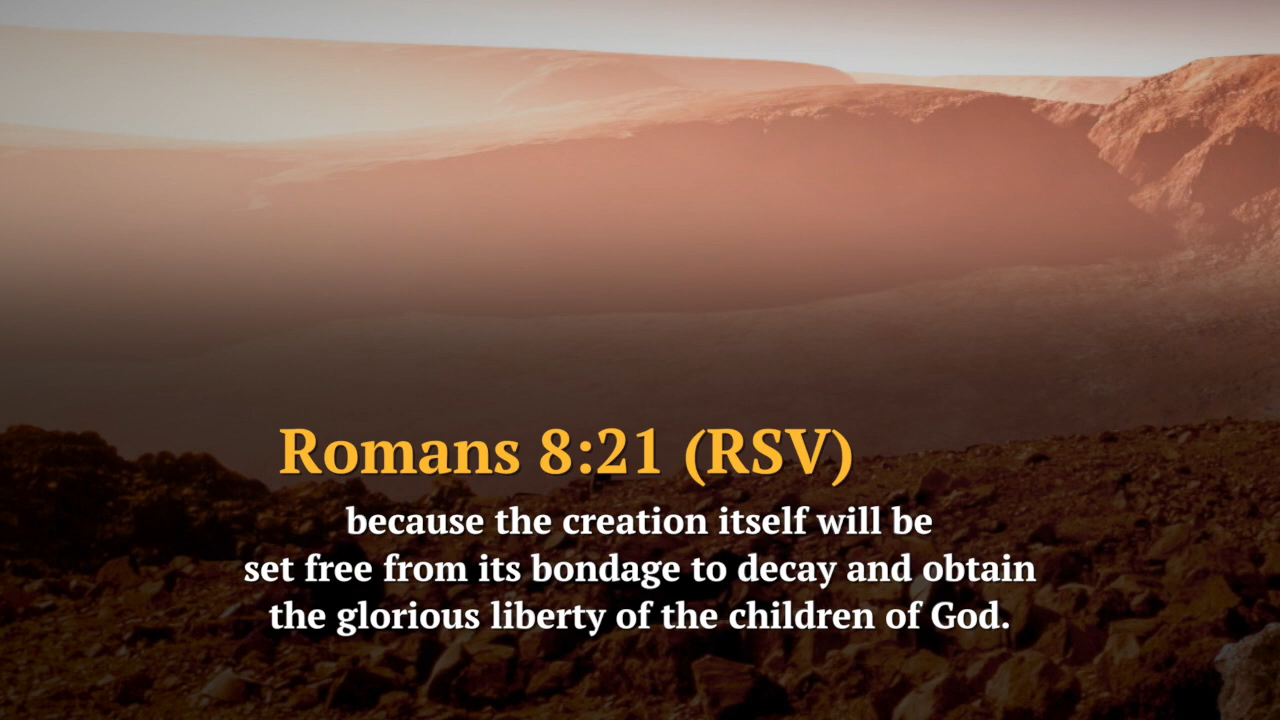 Romans 8:21 (RSV)
because the creation itself will be
set free from its bondage to decay and obtain
the glorious liberty of the children of God.